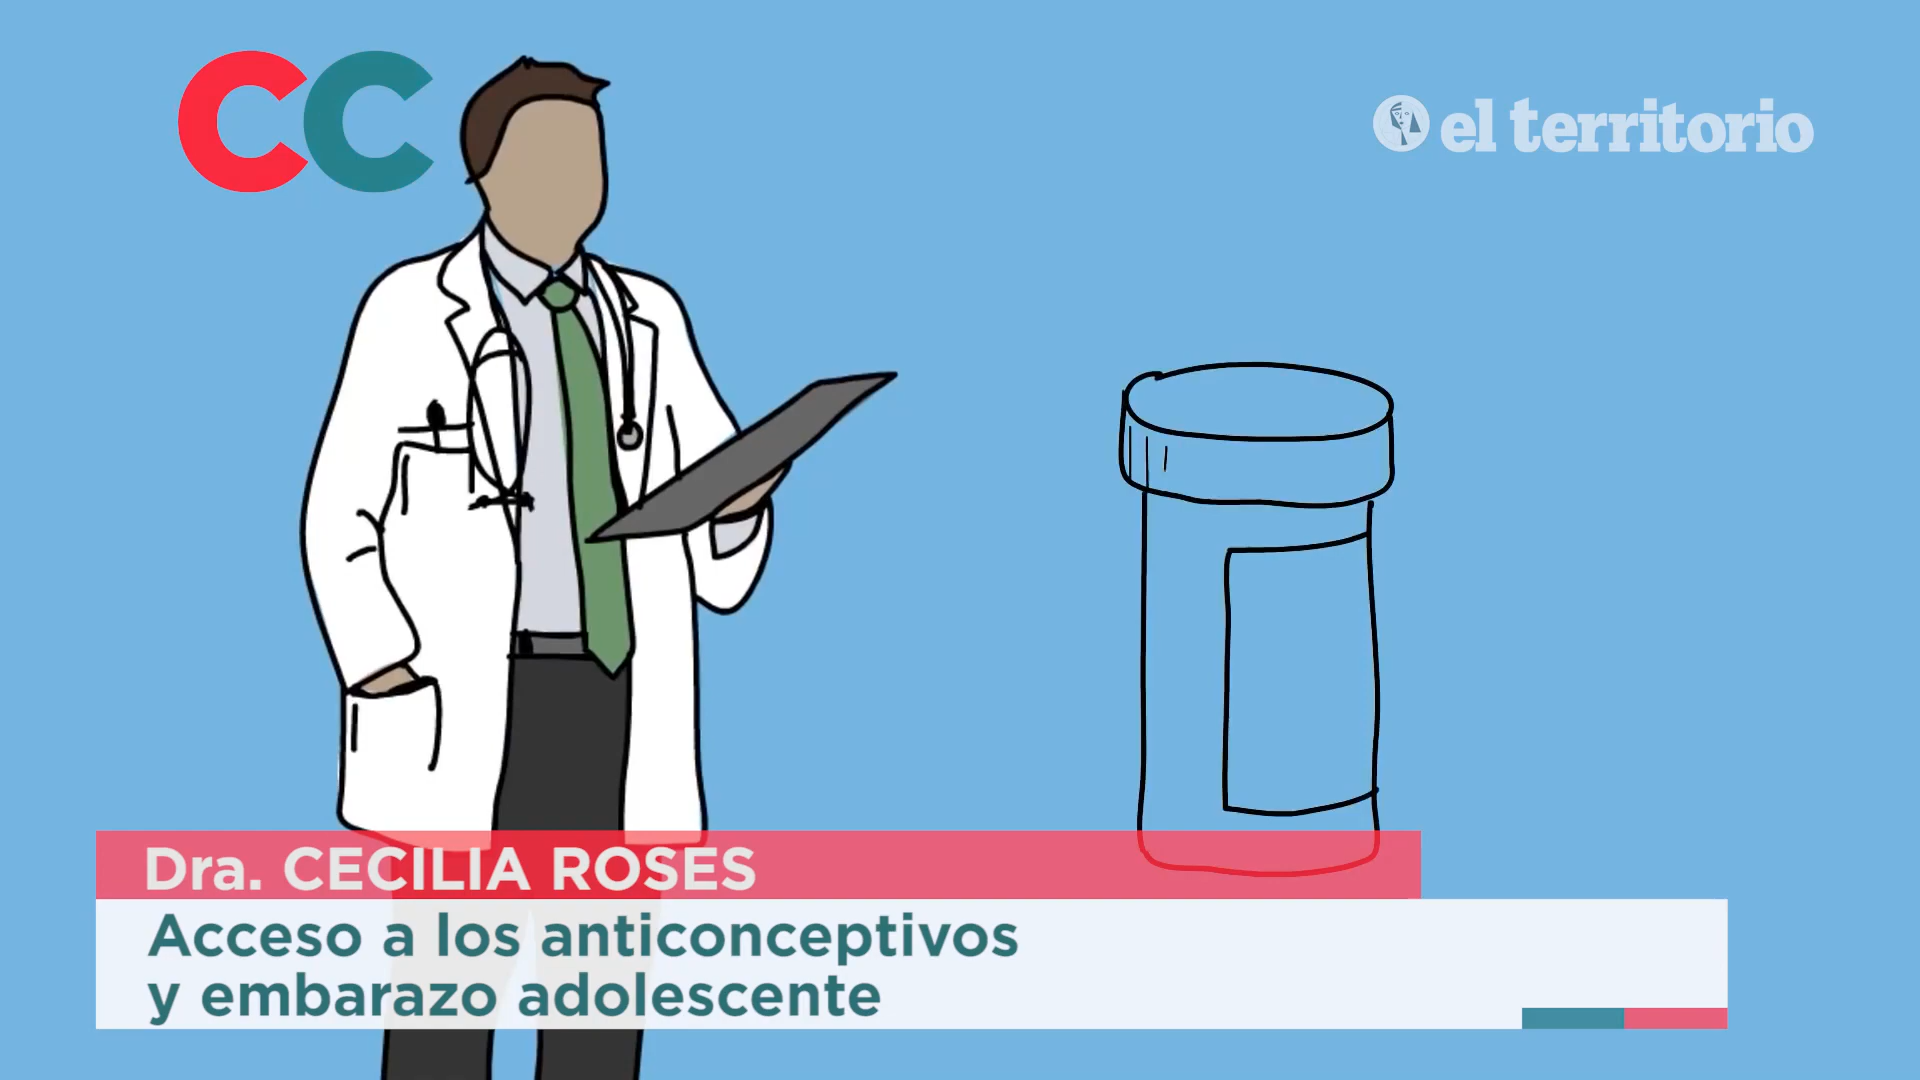 CC
el territorio
Dra. CECILIA ROSES
Acceso a los anticonceptivos
y embarazo adolescente